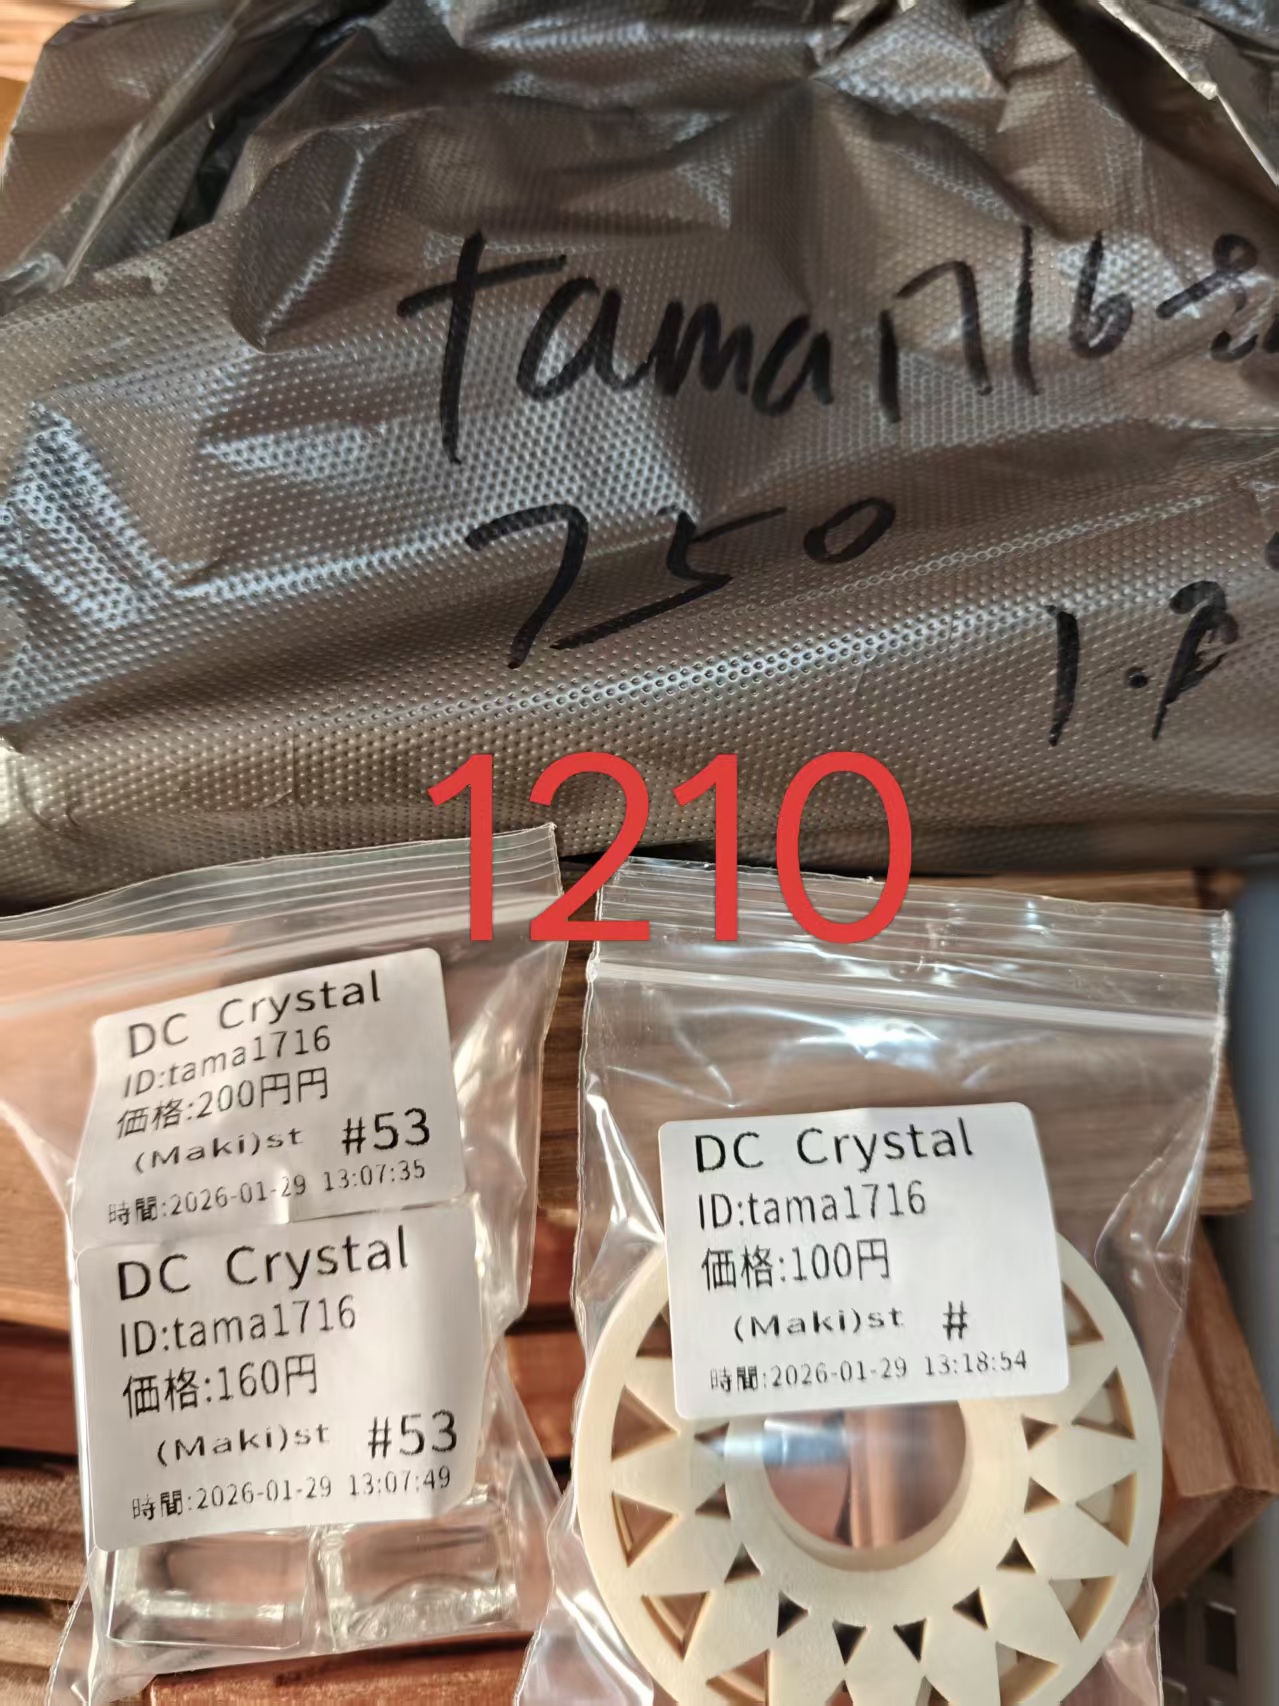 tama1716
750
1.8
1210
DC Crystal
ID:tama1716
価格:200円円
(Maki)st #53
時間:2026-01-29 13:07:35
DC Crystal
ID:tama1716
価格:160円
(Maki)st #53
時間:2026-01-29 13:07:49
DC Crystal
ID:tama1716
価格:100円
(Maki)st #
時間:2026-01-29 13:18:54